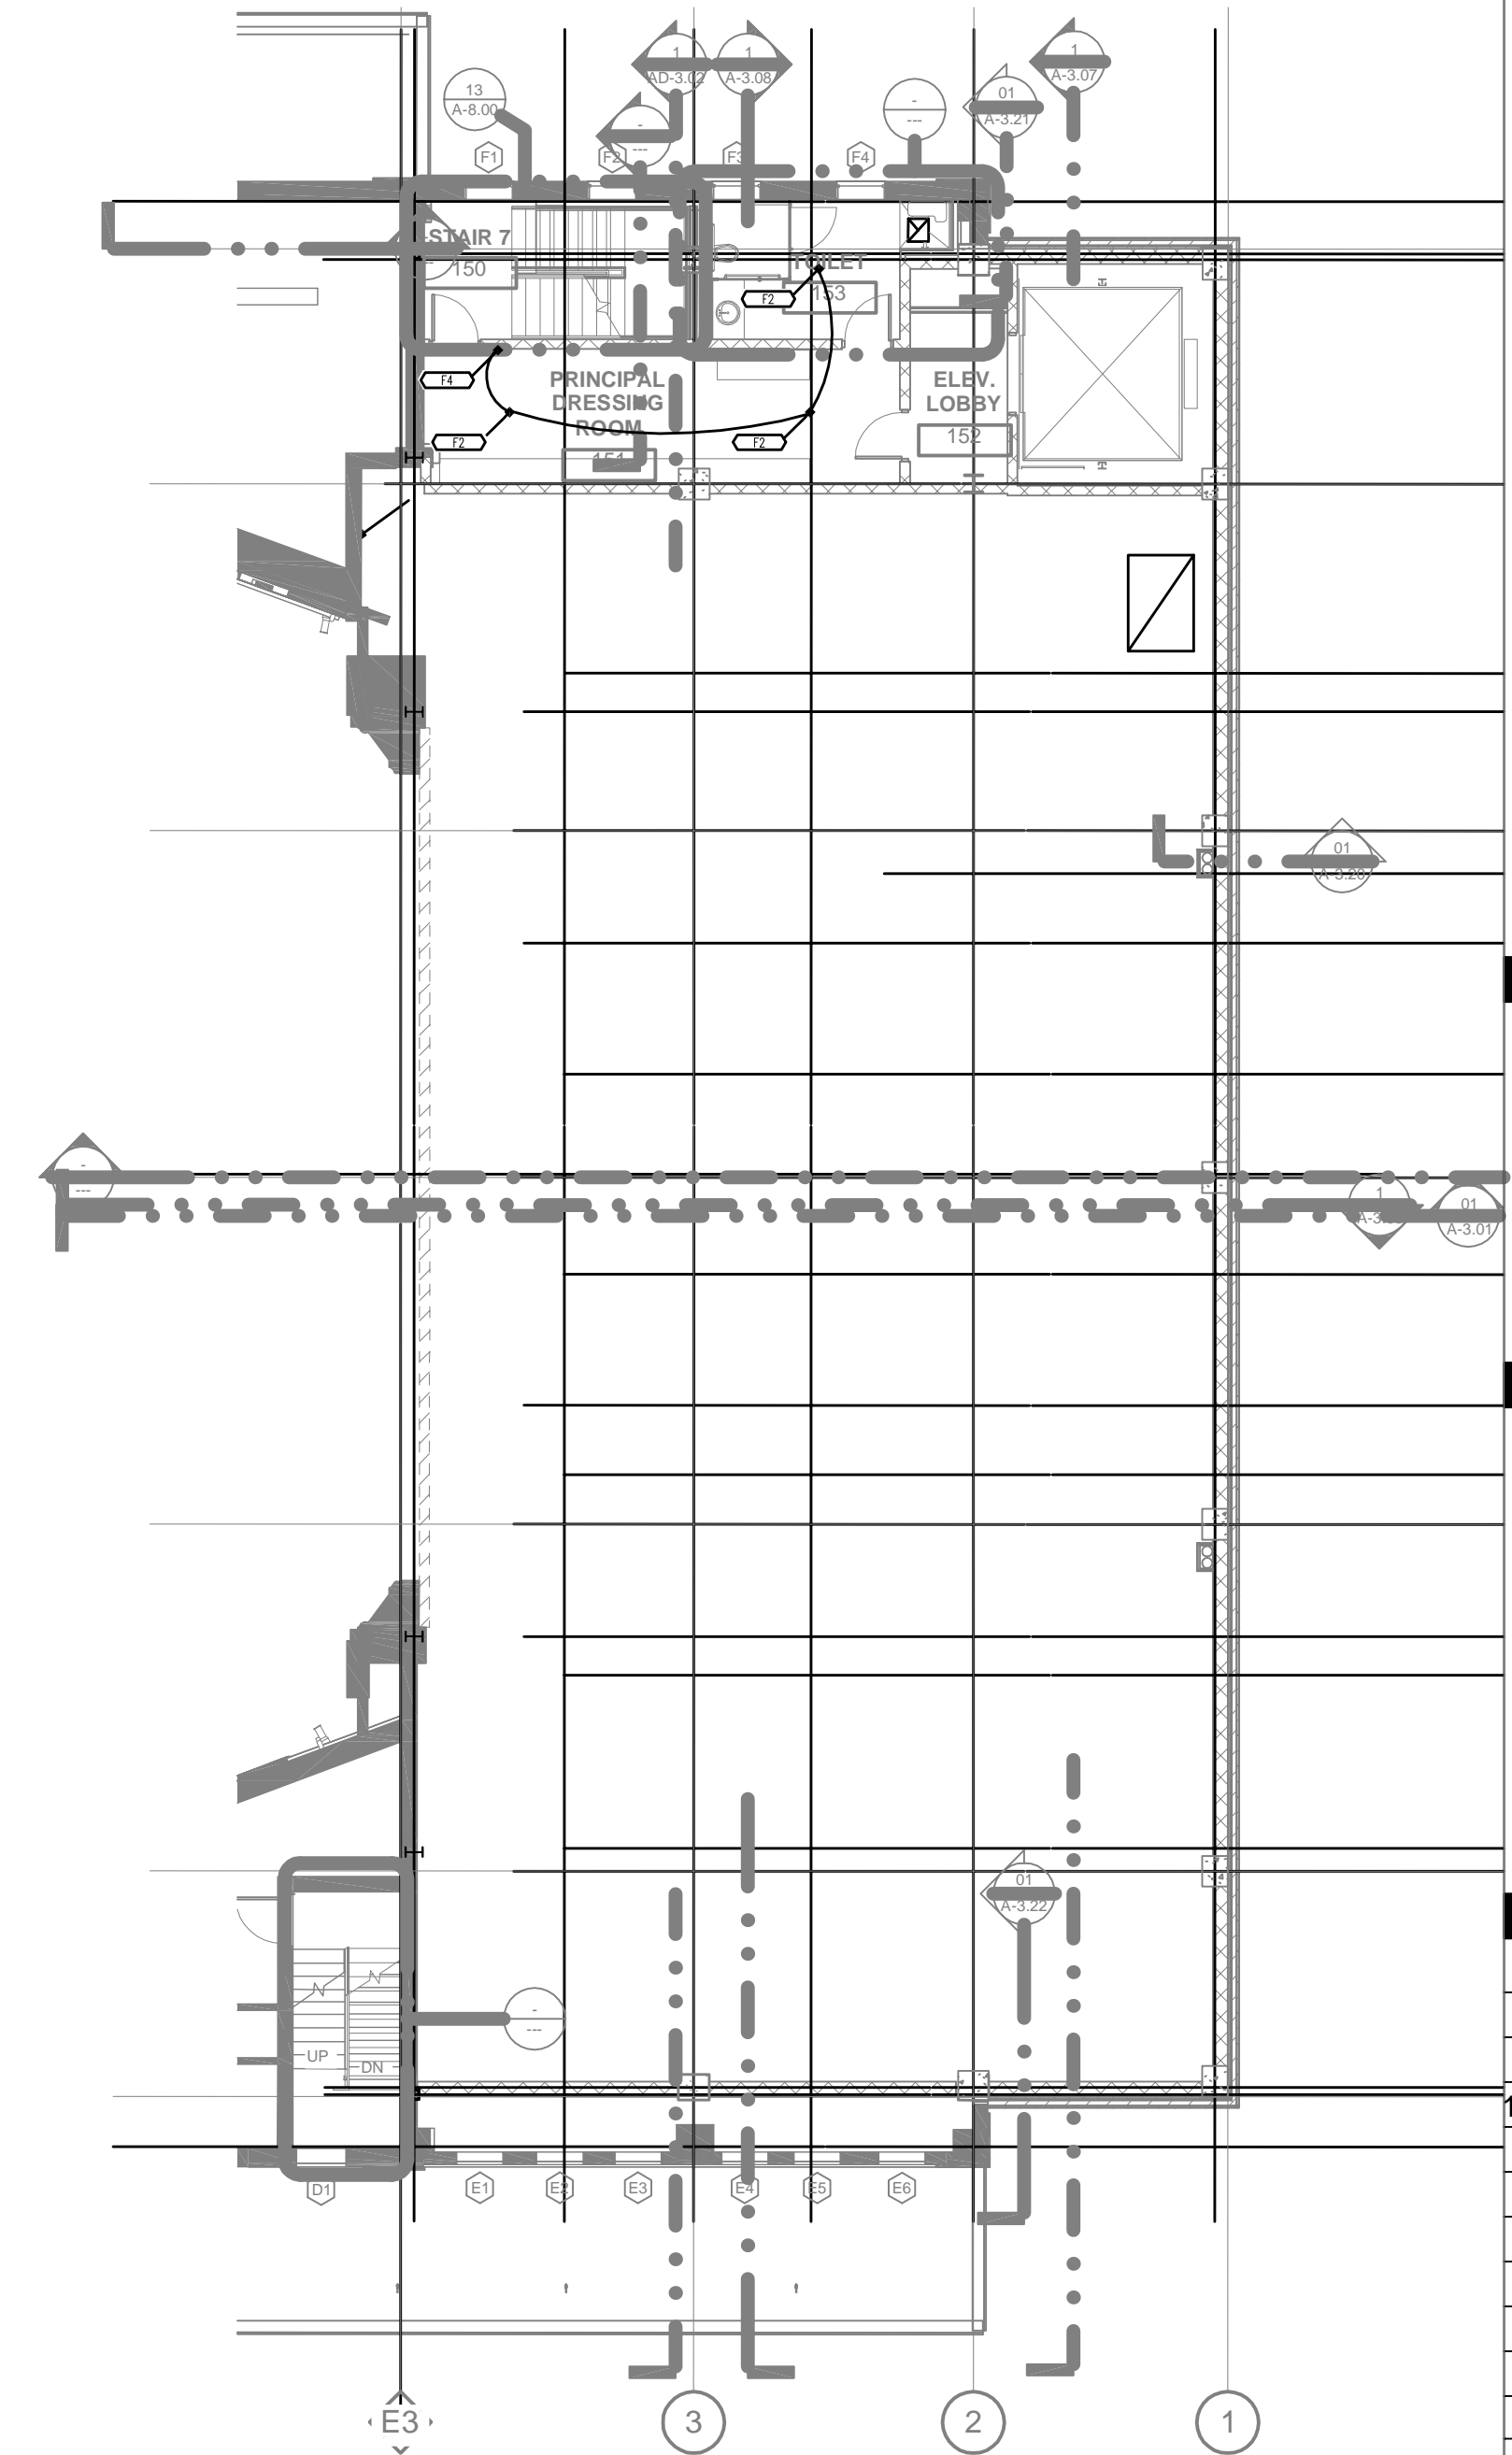 1
AD-3.02
1
A-3.08
1
A-3.07
13
A-8.00
-
---
-
---
01
A-3.21
F1
F2
F3
F4
STAIR 7
150
TOILET
153
F2
F4
PRINCIPAL
DRESSING
ROOM
151
ELEV.
LOBBY
152
F2
F2
01
A-3.20
-
---
1
01
A-3.01
01
A-3.22
-
---
UP
DN
1
D1
E1
E2
E3
E4
E5
E6
E3
3
2
1